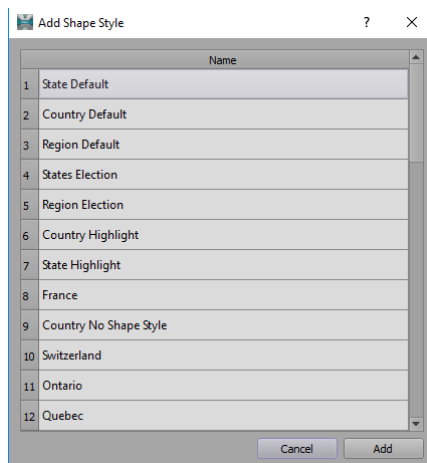 Add Shape Style ? ×
Name
1 State Default
2 Country Default
3 Region Default
4 States Election
5 Region Election
6 Country Highlight
7 State Highlight
8 France
9 Country No Shape Style
10 Switzerland
11 Ontario
12 Quebec
Cancel Add